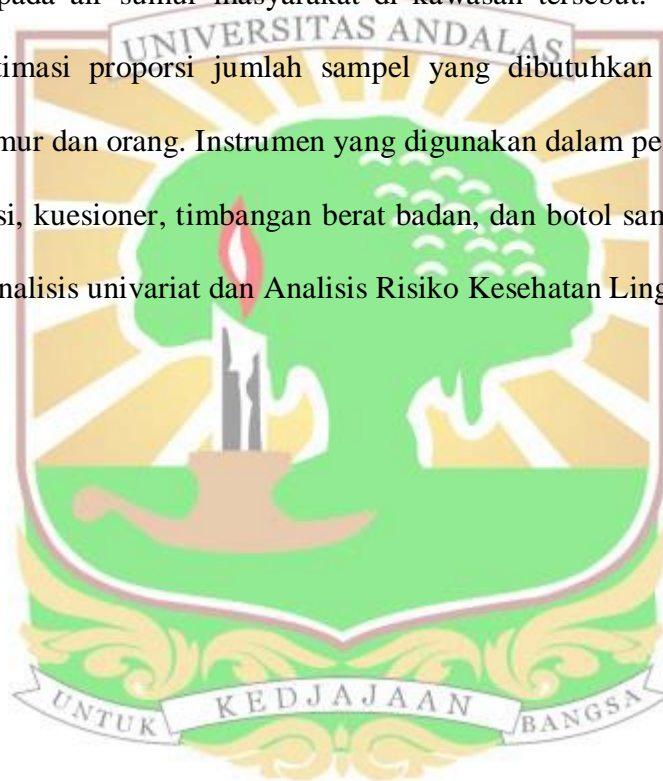 pada air sumur masyarakat di kawasan tersebut.
UNIVERSITAS ANDALAS
timasi proporsi jumlah sampel yang dibutuhkan
mur dan orang. Instrumen yang digunakan dalam pe
si, kuesioner, timbangan berat badan, dan botol sam
nalisis univariat dan Analisis Risiko Kesehatan Ling
UNTUK KEDJAJAAN BANGSA